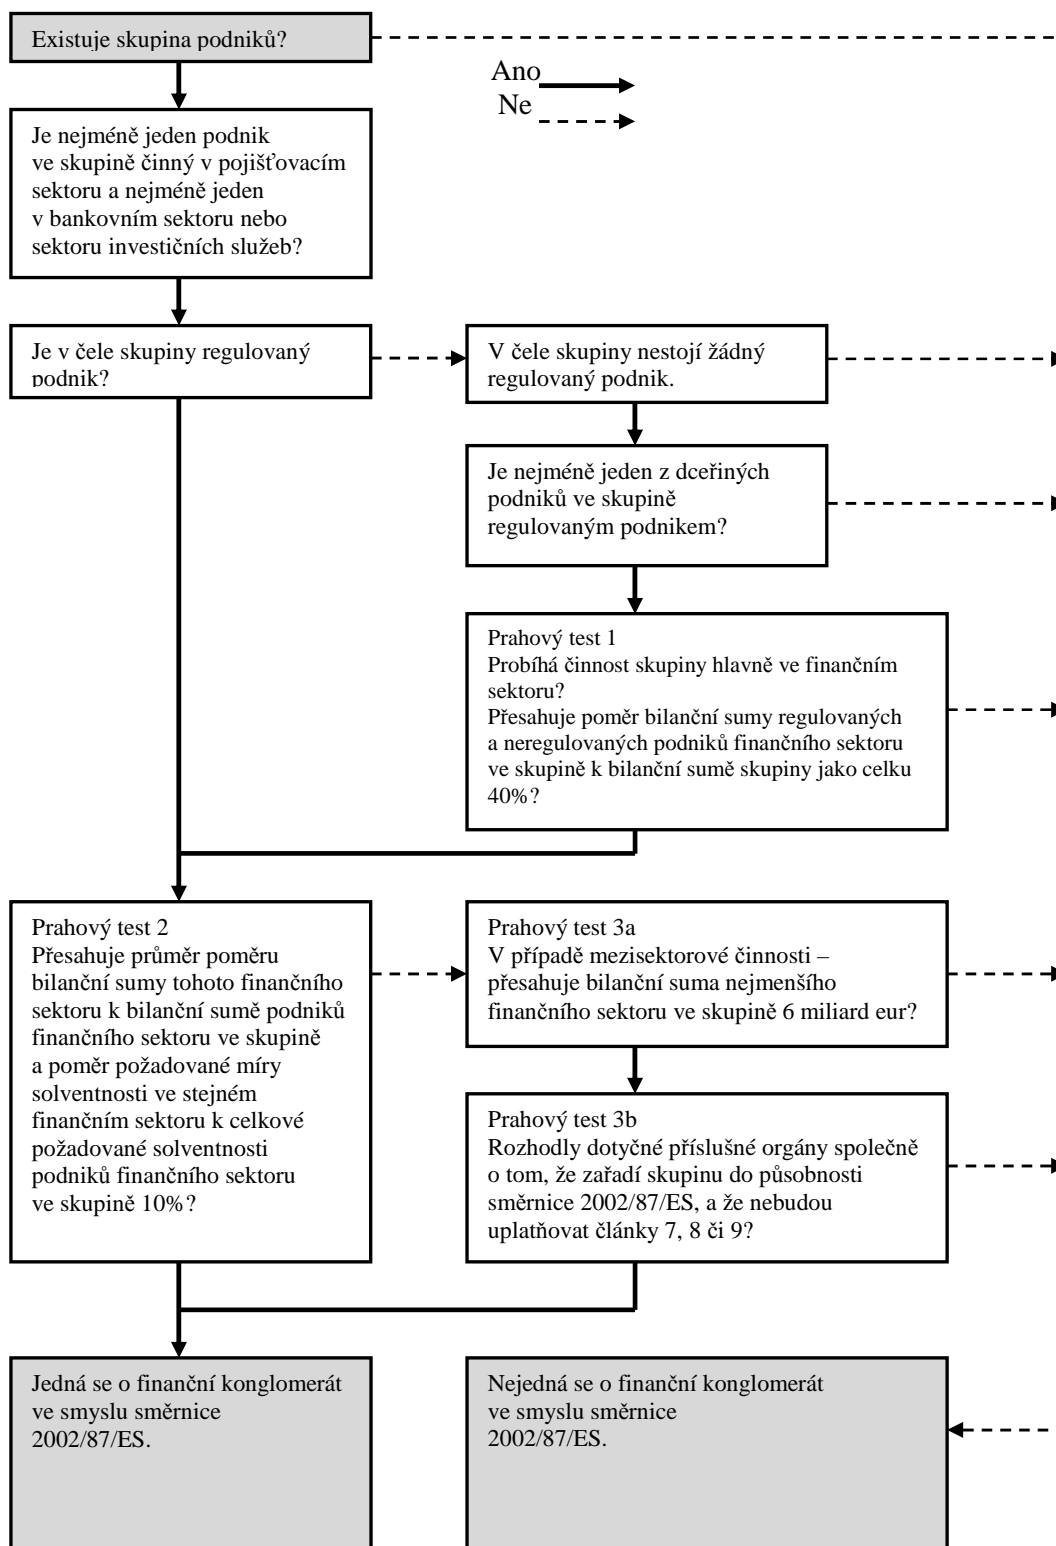 Existuje skupina podniků?
Ano
Ne
Je nejméně jeden podnik
ve skupině činný v pojišťovacím
sektoru a nejméně jeden
v bankovním sektoru nebo
sektoru investičních služeb?
Je v čele skupiny regulovaný
podnik?
V čele skupiny nestojí žádný
regulovaný podnik.
Je nejméně jeden z dceřiných
podniků ve skupině
regulovaným podnikem?
Prahový test 1
Probíhá činnost skupiny hlavně ve finančním
sektoru?
Přesahuje poměr bilanční sumy regulovaných
a neregulovaných podniků finančního sektoru
ve skupině k bilanční sumě skupiny jako celku
40%?
Prahový test 2
Přesahuje průměr poměru
bilanční sumy tohoto finančního
sektoru k bilanční sumě podniků
finančního sektoru ve skupině
a poměr požadované míry
solventnosti ve stejném
finančním sektoru k celkové
požadované solventnosti
podniků finančního sektoru
ve skupině 10%?
Prahový test 3a
V případě mezisektorové činnosti –
přesahuje bilanční suma nejmenšího
finančního sektoru ve skupině 6 miliard eur?
Prahový test 3b
Rozhodly dotyčné příslušné orgány společně
o tom, že zařadí skupinu do působnosti
směrnice 2002/87/ES, a že nebudou
uplatňovat články 7, 8 či 9?
Jedná se o finanční konglomerát
ve smyslu směrnice
2002/87/ES.
Nejedná se o finanční konglomerát
ve smyslu směrnice
2002/87/ES.